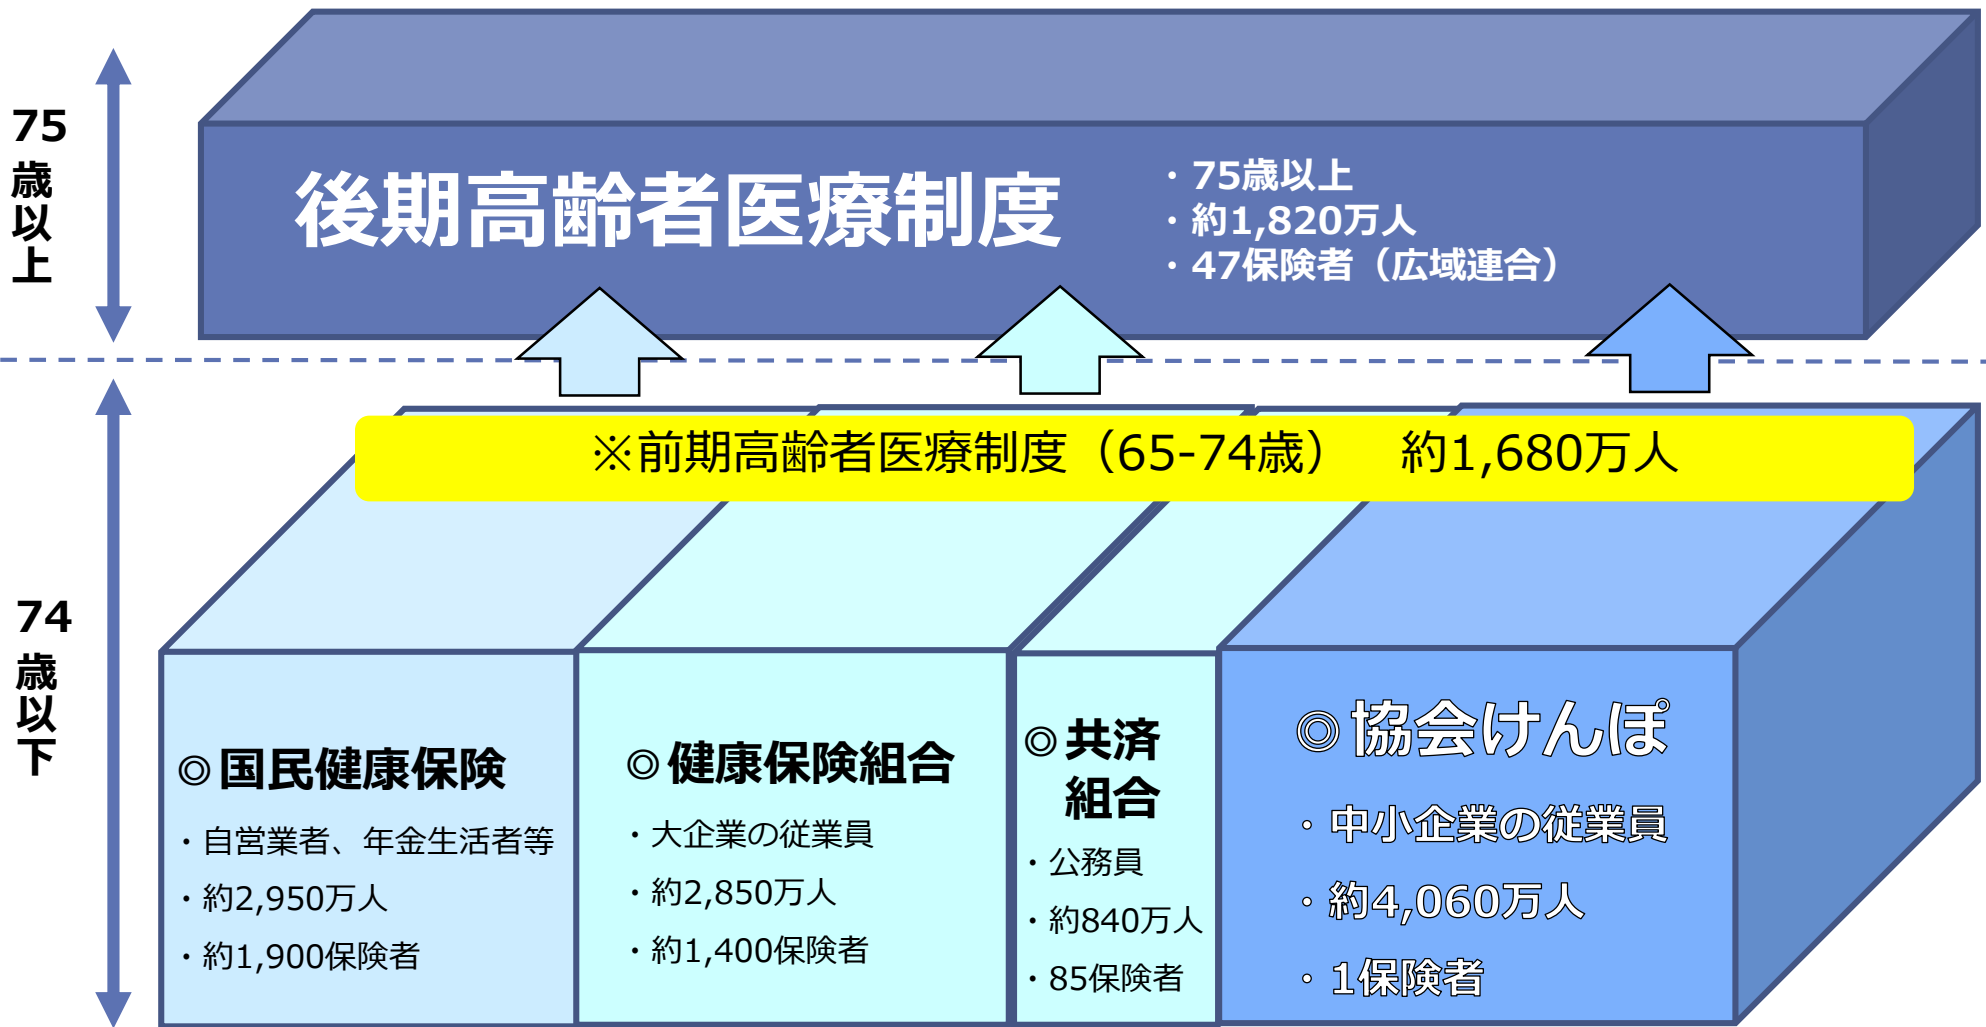 75歳以上
後期高齢者医療制度
・75歳以上
・約1,820万人
・47保険者（広域連合）
※前期高齢者医療制度（65-74歳）　約1,680万人
74歳以下
◎国民健康保険
・自営業者、年金生活者等
・約2,950万人
・約1,900保険者
◎健康保険組合
・大企業の従業員
・約2,850万人
・約1,400保険者
◎共済
組合
・公務員
・約840万人
・85保険者
◎協会けんぽ
・中小企業の従業員
・約4,060万人
・1保険者